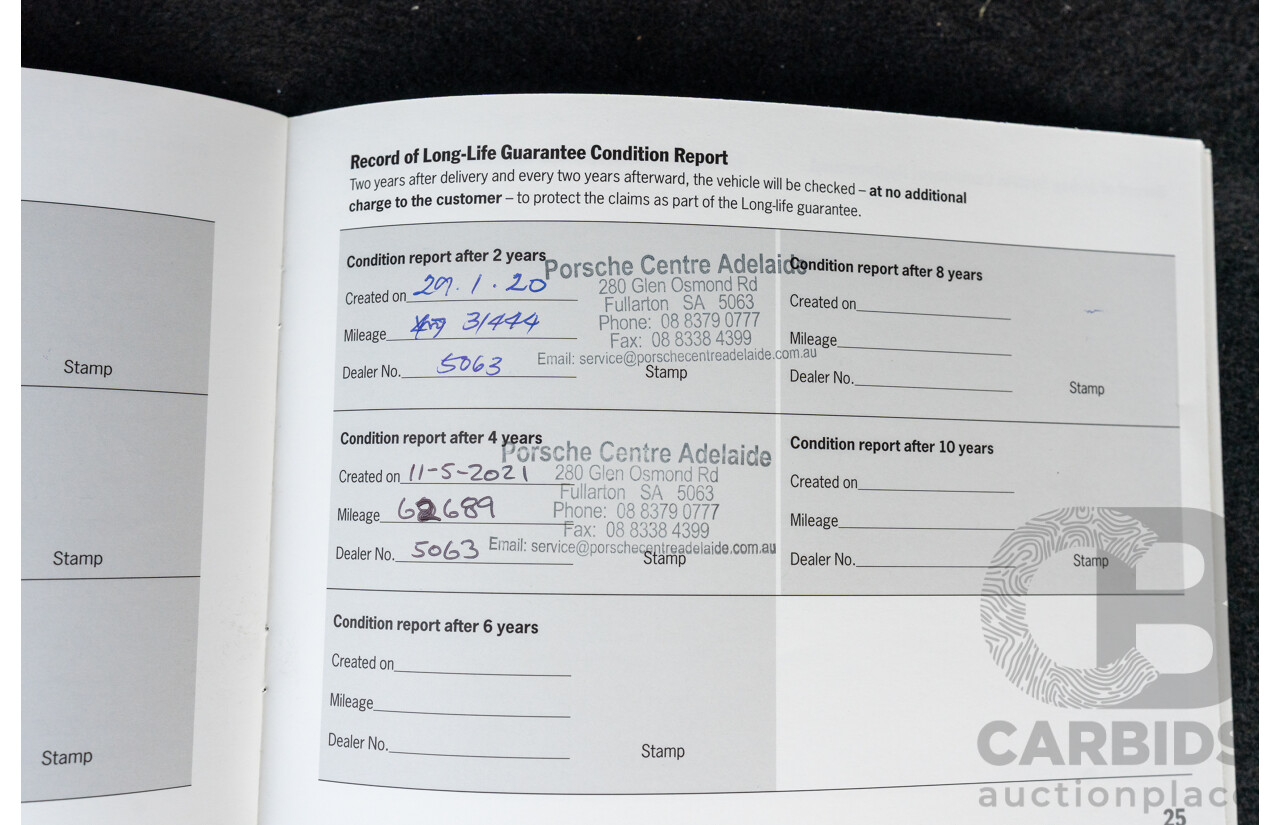 Stamp
Stamp
Stamp
Record of Long-Life Guarantee Condition Report
Two years after delivery and every two years afterward, the vehicle will be checked – at no additional
charge to the customer – to protect the claims as part of the Long-life guarantee.
Condition report after 2 years
Created on 29.1.20
Mileage 31444
Dealer No. 5063
Porsche Centre Adelaide
280 Glen Osmond Rd
Fullarton SA 5063
Phone: 08 8379 0777
Fax: 08 8338 4399
Email: service@porschecentreadelaide.com.au
Stamp
Condition report after 4 years
Created on 11-5-2021
Mileage 62689
Dealer No. 5063
Porsche Centre Adelaide
280 Glen Osmond Rd
Fullarton SA 5063
Phone: 08 8379 0777
Fax: 08 8338 4399
Email: service@porschecentreadelaide.com.au
Stamp
Condition report after 6 years
Created on
Mileage
Dealer No.
Stamp
Condition report after 8 years
Created on
Mileage
Dealer No.
Stamp
Condition report after 10 years
Created on
Mileage
Dealer No.
Stamp
CARBIDS
auctionplac
25